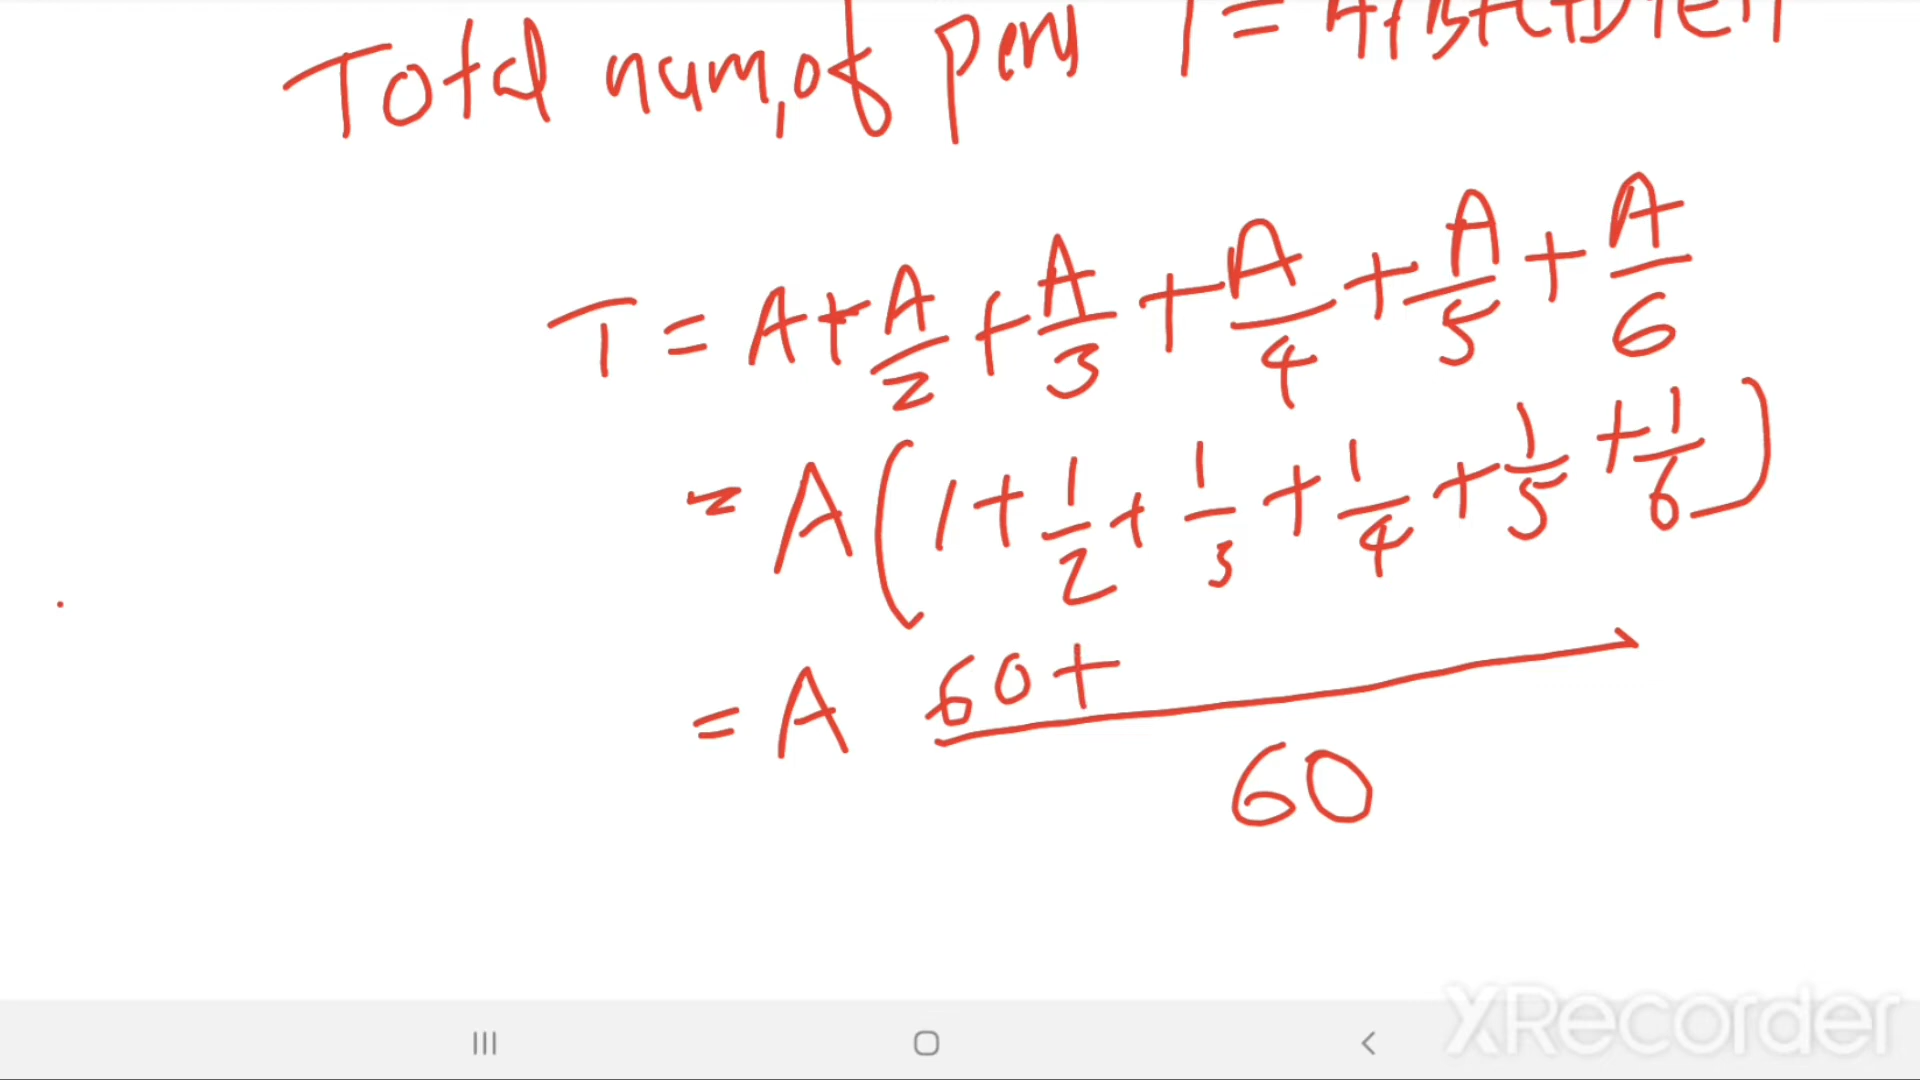 Total num, of pens T = A+B+C+D+E+F
T = A + A/2 + A/3 + A/4 + A/5 + A/6
= A(1 + 1/2 + 1/3 + 1/4 + 1/5 + 1/6)
= A 60+ / 60
XRecorder